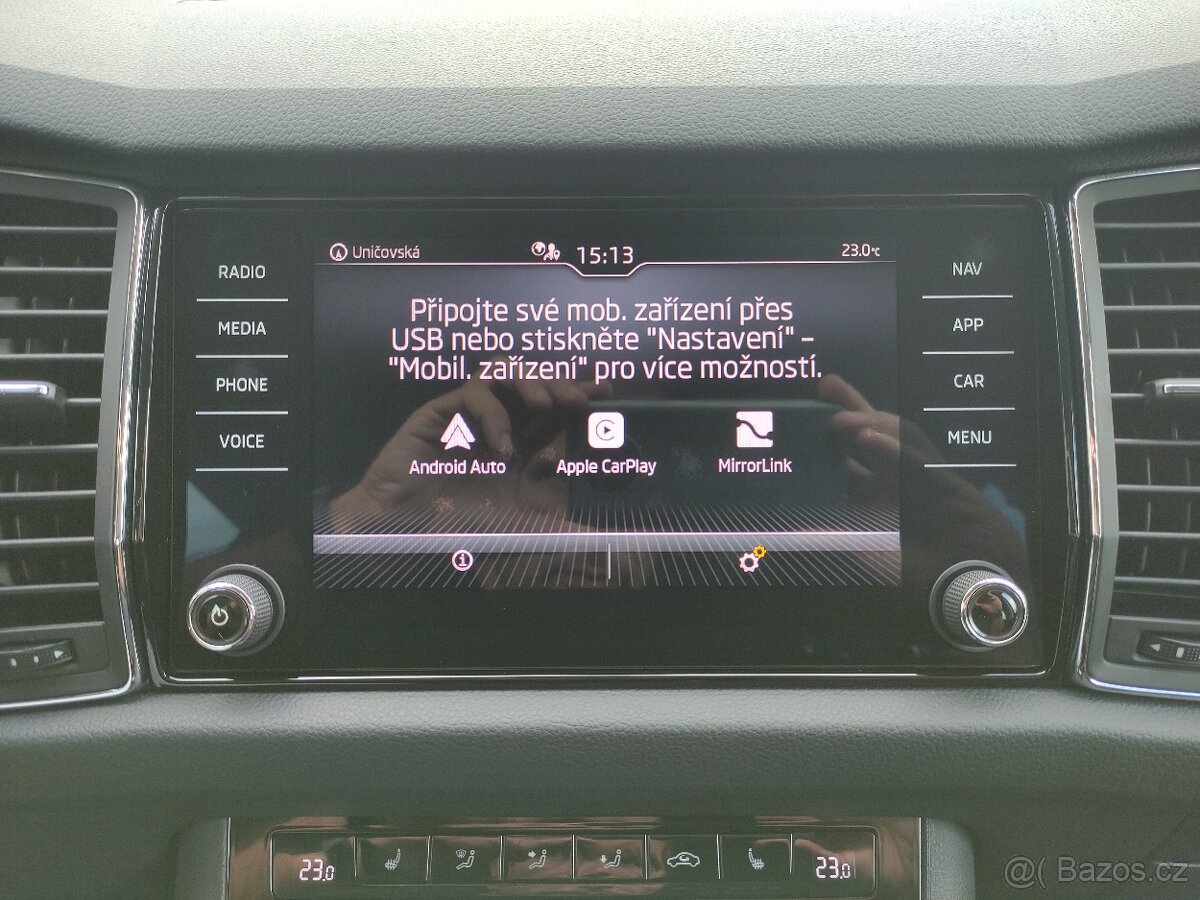 Uničovská
15:13
23.0°C
RADIO
MEDIA
PHONE
VOICE
NAV
APP
CAR
MENU
Připojte své mob. zařízení přes
USB nebo stiskněte "Nastavení" –
"Mobil. zařízení" pro více možností.
Android Auto
Apple CarPlay
MirrorLink
23.0
23.0
@( Bazos.cz